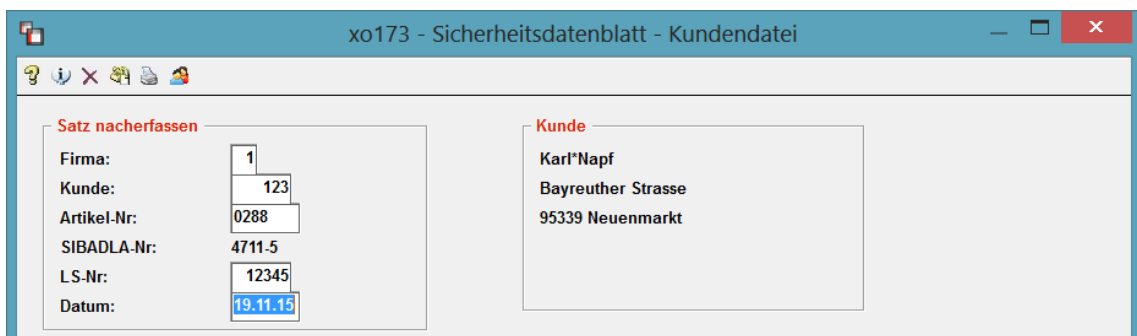 xo173 - Sicherheitsdatenblatt - Kundendatei
Satz nacherfassen
Firma: 1
Kunde: 123
Artikel-Nr: 0288
SIBADLA-Nr: 4711-5
LS-Nr: 12345
Datum: 19.11.15
Kunde
Karl*Napf
Bayreuther Strasse
95339 Neuenmarkt